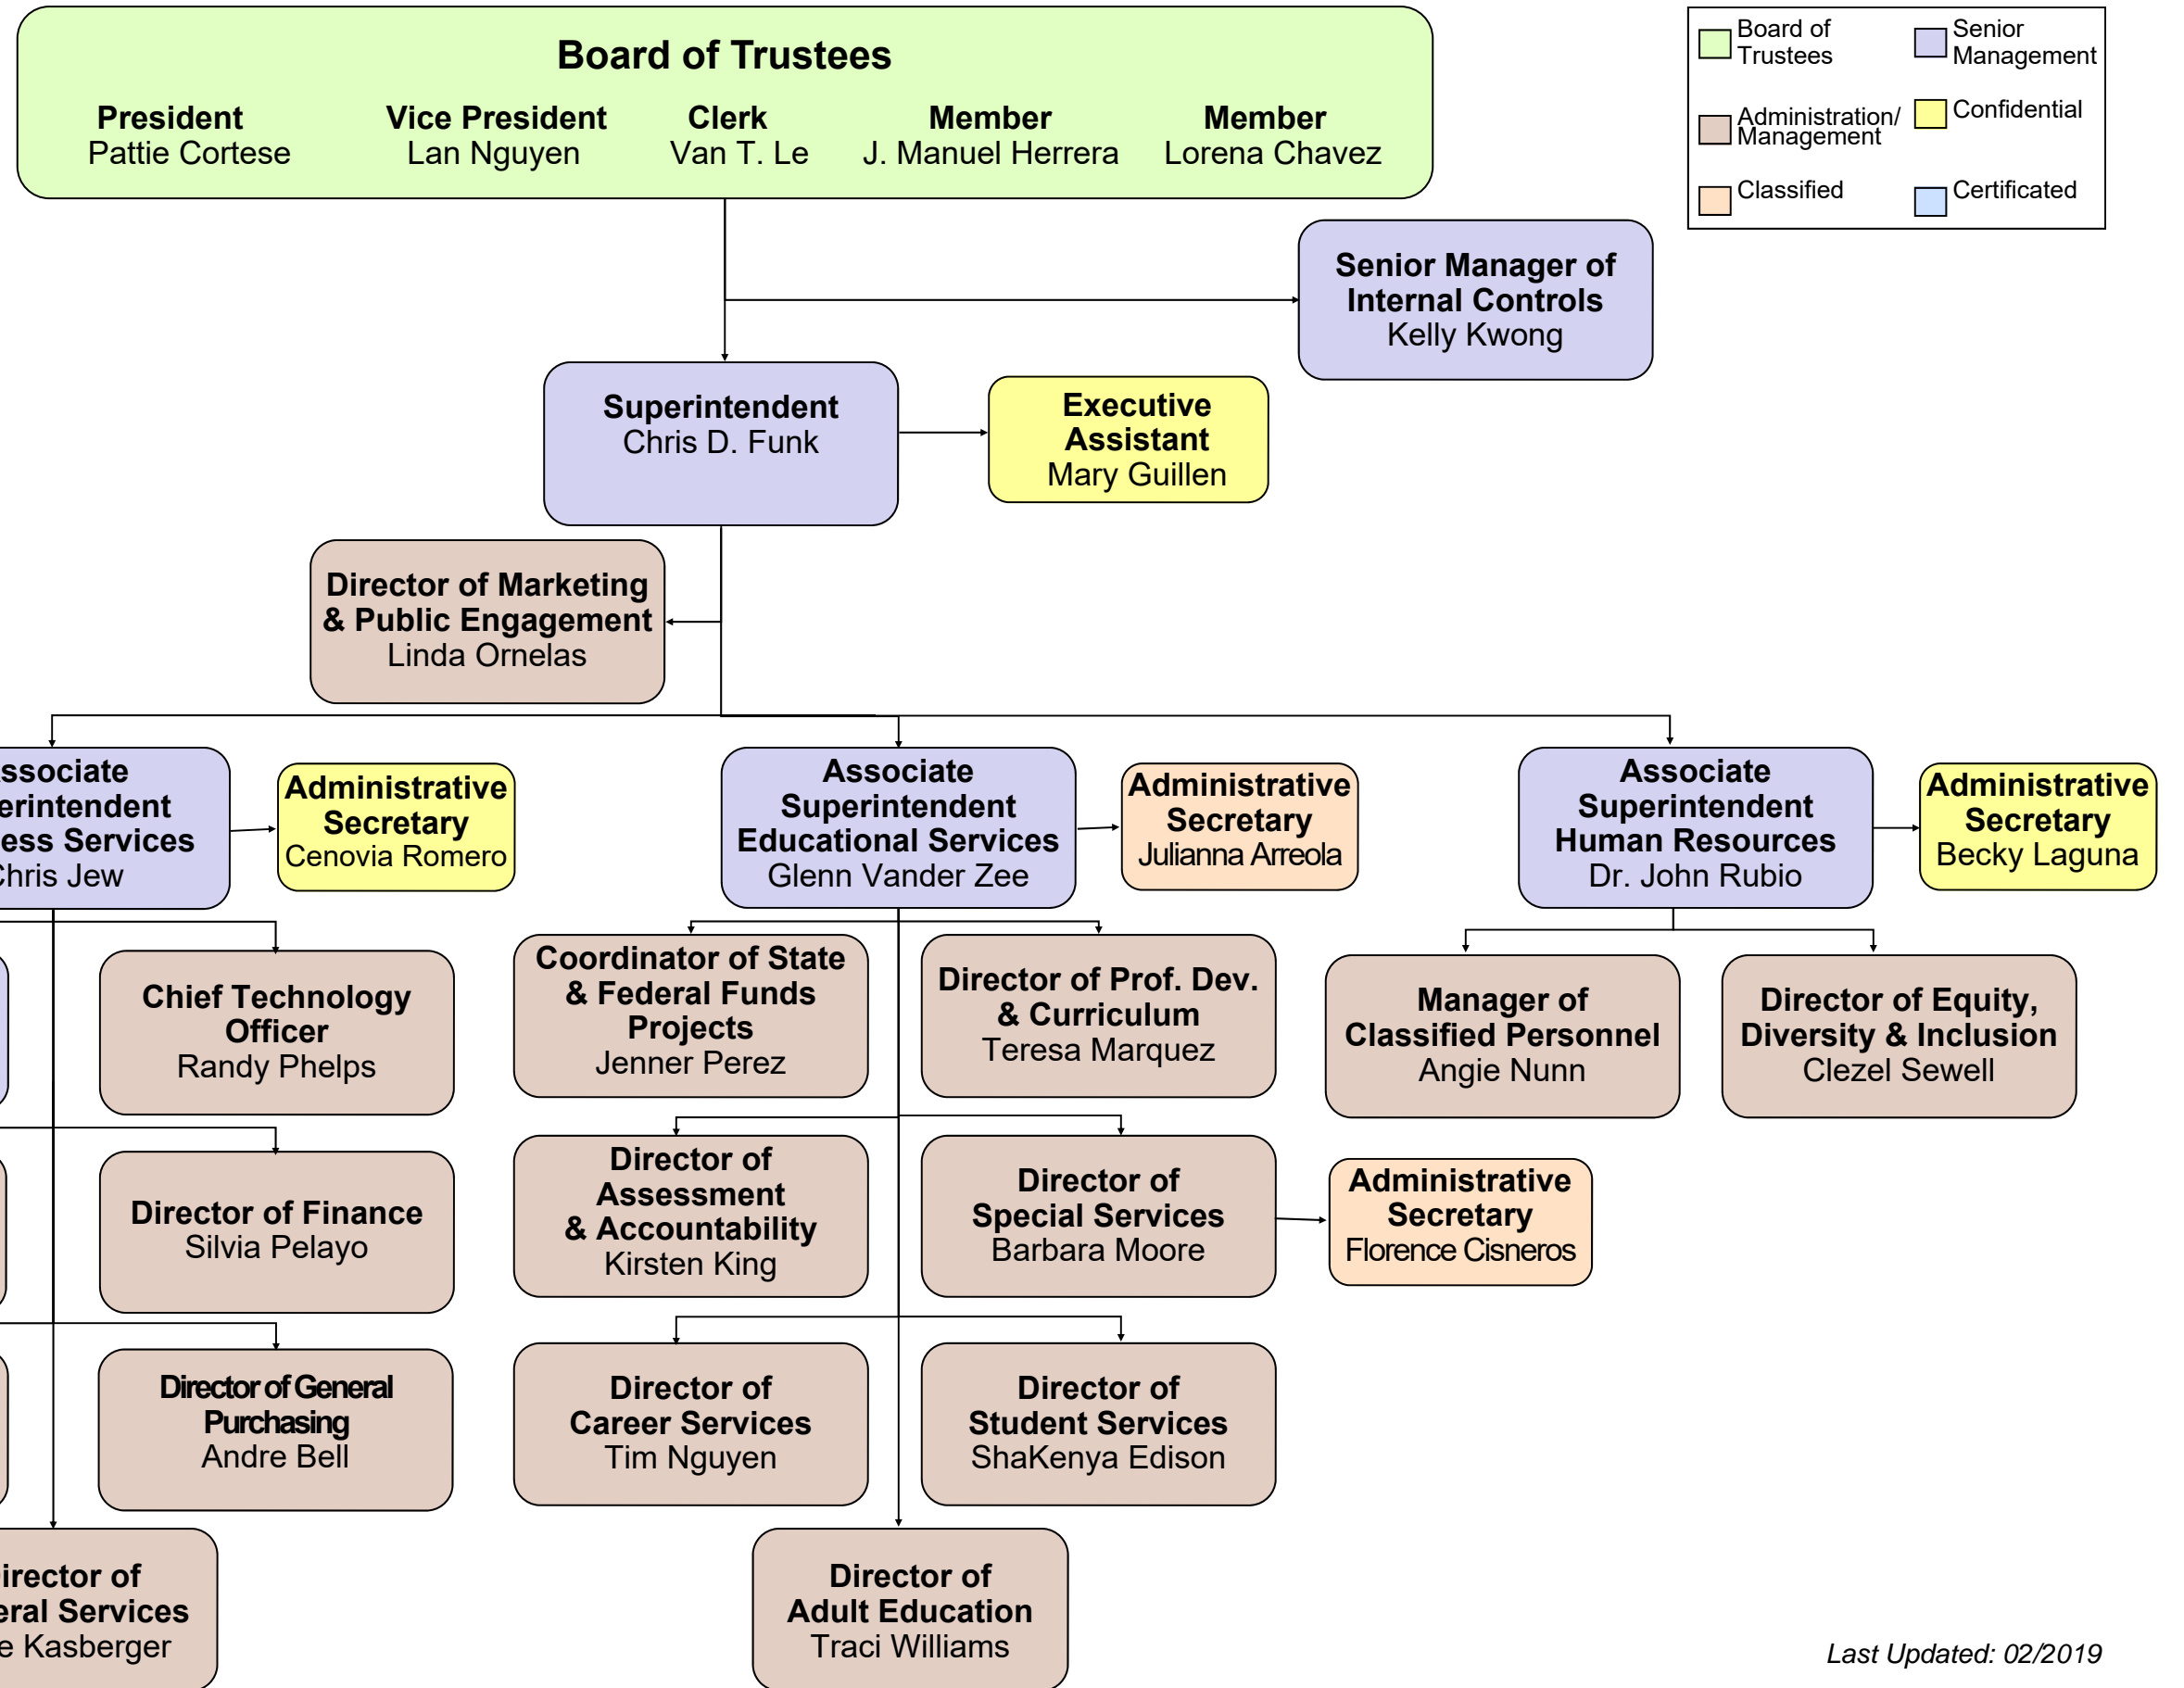 Board of Trustees
President
Pattie Cortese
Vice President
Lan Nguyen
Clerk
Van T. Le
Member
J. Manuel Herrera
Member
Lorena Chavez
Board of
Trustees
Senior
Management
Administration/
Management
Confidential
Classified
Certificated
Senior Manager of
Internal Controls
Kelly Kwong
Superintendent
Chris D. Funk
Executive
Assistant
Mary Guillen
Director of Marketing
& Public Engagement
Linda Ornelas
ssociate
erintendent
ess Services
Chris Jew
Administrative
Secretary
Cenovia Romero
Associate
Superintendent
Educational Services
Glenn Vander Zee
Administrative
Secretary
Julianna Arreola
Associate
Superintendent
Human Resources
Dr. John Rubio
Administrative
Secretary
Becky Laguna
Chief Technology
Officer
Randy Phelps
Coordinator of State
& Federal Funds
Projects
Jenner Perez
Director of Prof. Dev.
& Curriculum
Teresa Marquez
Manager of
Classified Personnel
Angie Nunn
Director of Equity,
Diversity & Inclusion
Clezel Sewell
Director of Finance
Silvia Pelayo
Director of
Assessment
& Accountability
Kirsten King
Director of
Special Services
Barbara Moore
Administrative
Secretary
Florence Cisneros
Director of General
Purchasing
Andre Bell
Director of
Career Services
Tim Nguyen
Director of
Student Services
ShaKenya Edison
irector of
eral Services
e Kasberger
Director of
Adult Education
Traci Williams
Last Updated: 02/2019